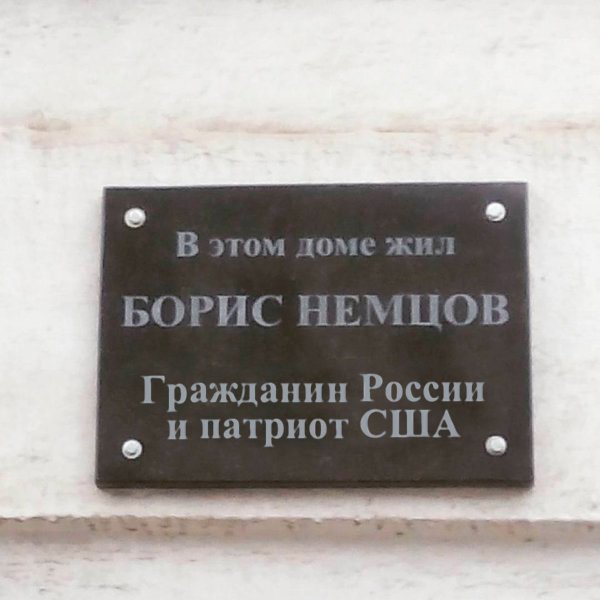 В этом доме жил
БОРИС НЕМЦОВ
Гражданин России
и патриот США